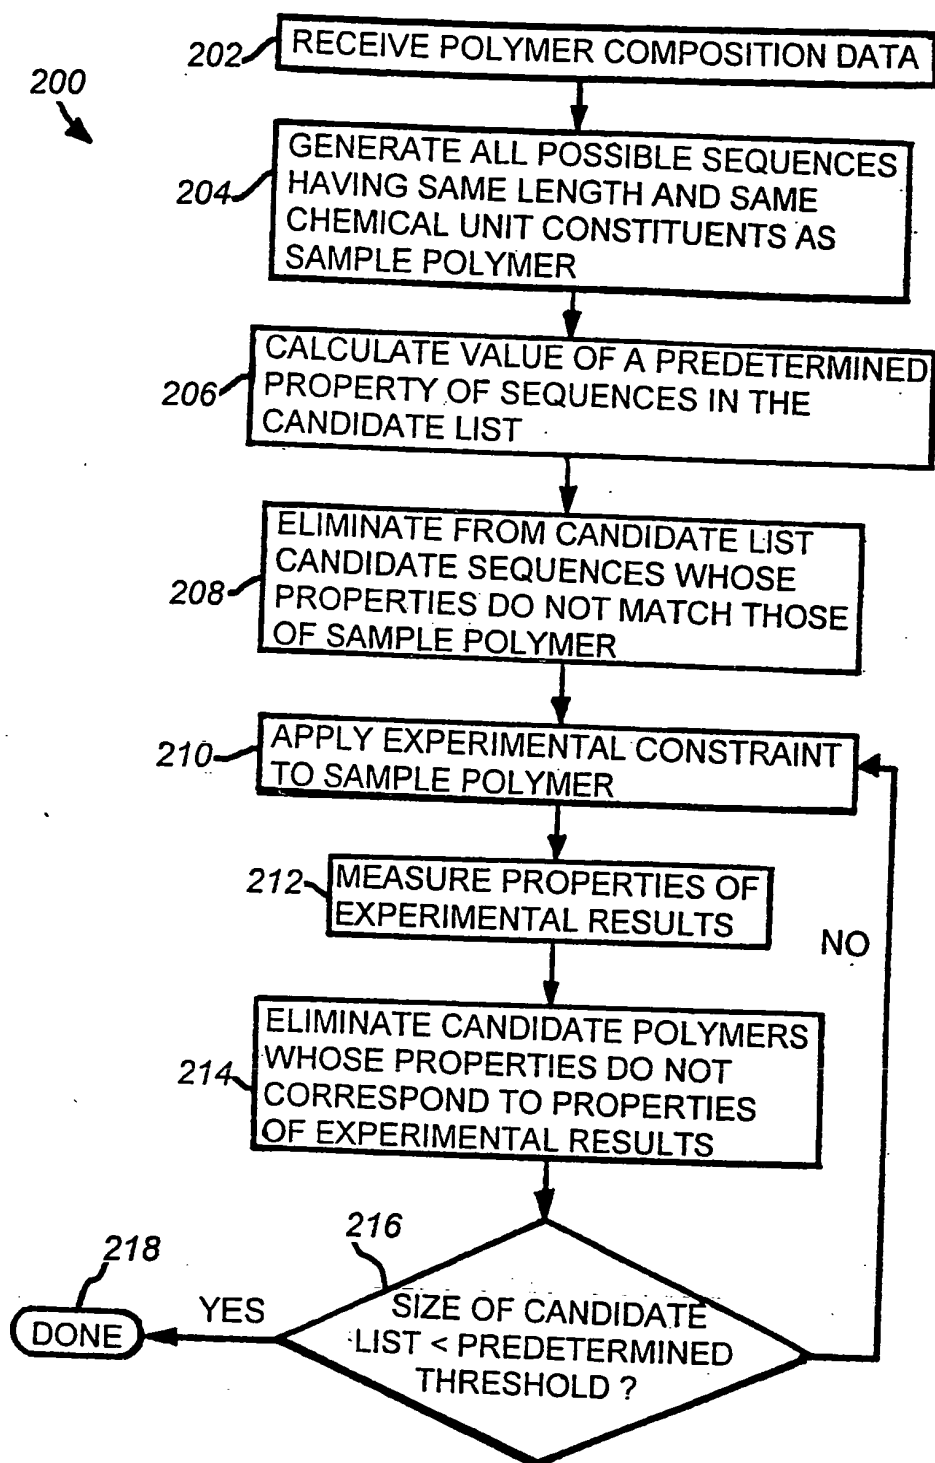 200
202
RECEIVE POLYMER COMPOSITION DATA
204
GENERATE ALL POSSIBLE SEQUENCES
HAVING SAME LENGTH AND SAME
CHEMICAL UNIT CONSTITUENTS AS
SAMPLE POLYMER
206
CALCULATE VALUE OF A PREDETERMINED
PROPERTY OF SEQUENCES IN THE
CANDIDATE LIST
208
ELIMINATE FROM CANDIDATE LIST
CANDIDATE SEQUENCES WHOSE
PROPERTIES DO NOT MATCH THOSE
OF SAMPLE POLYMER
210
APPLY EXPERIMENTAL CONSTRAINT
TO SAMPLE POLYMER
212
MEASURE PROPERTIES OF
EXPERIMENTAL RESULTS
NO
214
ELIMINATE CANDIDATE POLYMERS
WHOSE PROPERTIES DO NOT
CORRESPOND TO PROPERTIES
OF EXPERIMENTAL RESULTS
216
SIZE OF CANDIDATE
LIST < PREDETERMINED
THRESHOLD ?
YES
218
DONE